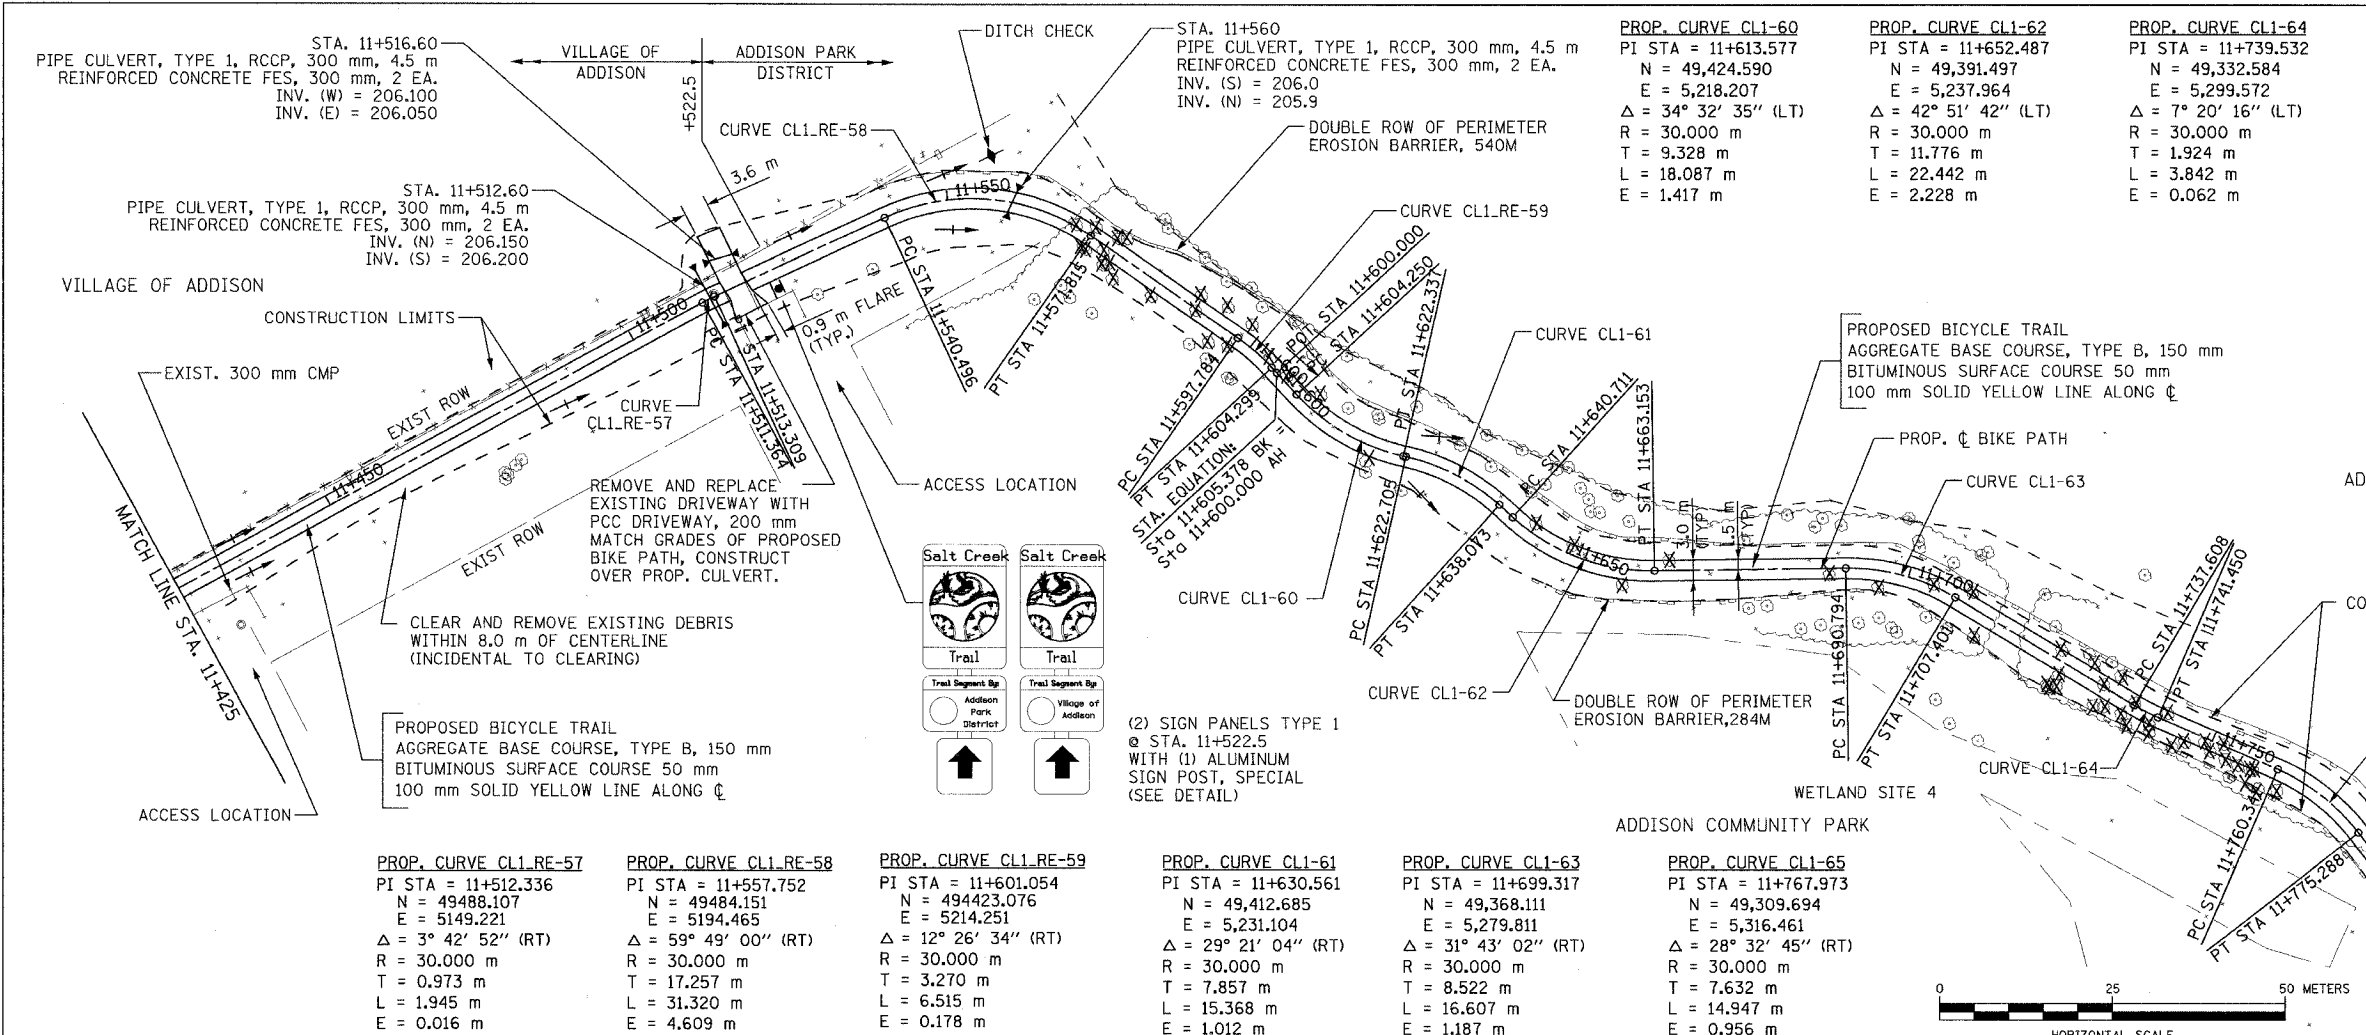 STA. 11+516.60
PIPE CULVERT, TYPE 1, RCCP, 300 mm, 4.5 m
REINFORCED CONCRETE FES, 300 mm, 2 EA.
INV. (W) = 206.100
INV. (E) = 206.050
VILLAGE OF
ADDISON
ADDISON PARK
DISTRICT
+522.5
DITCH CHECK
STA. 11+560
PIPE CULVERT, TYPE 1, RCCP, 300 mm, 4.5 m
REINFORCED CONCRETE FES, 300 mm, 2 EA.
INV. (S) = 206.0
INV. (N) = 205.9
PROP. CURVE CL1-60
PI STA = 11+613.577
N = 49,424.590
E = 5,218.207
Δ = 34° 32' 35" (LT)
R = 30.000 m
T = 9.328 m
L = 18.087 m
E = 1.417 m
PROP. CURVE CL1-62
PI STA = 11+652.487
N = 49,391.497
E = 5,237.964
Δ = 42° 51' 42" (LT)
R = 30.000 m
T = 11.776 m
L = 22.442 m
E = 2.228 m
PROP. CURVE CL1-64
PI STA = 11+739.532
N = 49,332.584
E = 5,299.572
Δ = 7° 20' 16" (LT)
R = 30.000 m
T = 1.924 m
L = 3.842 m
E = 0.062 m
CURVE CL1_RE-58
DOUBLE ROW OF PERIMETER
EROSION BARRIER, 540M
3.6 m
STA. 11+512.60
PIPE CULVERT, TYPE 1, RCCP, 300 mm, 4.5 m
REINFORCED CONCRETE FES, 300 mm, 2 EA.
INV. (N) = 206.150
INV. (S) = 206.200
11+550
CURVE CL1_RE-59
VILLAGE OF ADDISON
CONSTRUCTION LIMITS
11+500
0.9 m FLARE
(TYP.)
PC STA 11+540.496
PT STA 11+571.815
POT STA 11+600.000
PC STA 11+604.250
PT STA 11+622.337
CURVE CL1-61
PROPOSED BICYCLE TRAIL
AGGREGATE BASE COURSE, TYPE B, 150 mm
BITUMINOUS SURFACE COURSE 50 mm
100 mm SOLID YELLOW LINE ALONG ℄
EXIST. 300 mm CMP
EXIST ROW
CURVE
CL1_RE-57
PC STA 11+511.364
STA 11+513.309
11+600
PC STA 11+640.711
PT STA 11+663.153
PROP. ℄ BIKE PATH
11+450
REMOVE AND REPLACE
EXISTING DRIVEWAY WITH
PCC DRIVEWAY, 200 mm
MATCH GRADES OF PROPOSED
BIKE PATH, CONSTRUCT
OVER PROP. CULVERT.
ACCESS LOCATION
PC STA 11+597.784
PT STA 11+604.299
STA. EQUATION:
Sta 11+605.378 BK =
Sta 11+600.000 AH
CURVE CL1-63
AD
MATCH LINE STA. 11+425
EXIST ROW
3.0 m
(TYP)
1.5 m
(TYP)
11+650
11+700
Salt Creek
Trail
Trail Segment By:
Addison
Park
District
Salt Creek
Trail
Trail Segment By:
Village of
Addison
CURVE CL1-60
PC STA 11+622.705
PT STA 11+638.073
PC STA 11+690.794
PT STA 11+707.401
PC STA 11+737.608
PT STA 11+741.450
CO
CLEAR AND REMOVE EXISTING DEBRIS
WITHIN 8.0 m OF CENTERLINE
(INCIDENTAL TO CLEARING)
CURVE CL1-62
DOUBLE ROW OF PERIMETER
EROSION BARRIER,284M
PROPOSED BICYCLE TRAIL
AGGREGATE BASE COURSE, TYPE B, 150 mm
BITUMINOUS SURFACE COURSE 50 mm
100 mm SOLID YELLOW LINE ALONG ℄
(2) SIGN PANELS TYPE 1
@ STA. 11+522.5
WITH (1) ALUMINUM
SIGN POST, SPECIAL
(SEE DETAIL)
11+750
CURVE CL1-64
WETLAND SITE 4
ACCESS LOCATION
ADDISON COMMUNITY PARK
PC STA 11+760.34
PT STA 11+775.288
PROP. CURVE CL1_RE-57
PI STA = 11+512.336
N = 49488.107
E = 5149.221
Δ = 3° 42' 52" (RT)
R = 30.000 m
T = 0.973 m
L = 1.945 m
E = 0.016 m
PROP. CURVE CL1_RE-58
PI STA = 11+557.752
N = 49484.151
E = 5194.465
Δ = 59° 49' 00" (RT)
R = 30.000 m
T = 17.257 m
L = 31.320 m
E = 4.609 m
PROP. CURVE CL1_RE-59
PI STA = 11+601.054
N = 494423.076
E = 5214.251
Δ = 12° 26' 34" (RT)
R = 30.000 m
T = 3.270 m
L = 6.515 m
E = 0.178 m
PROP. CURVE CL1-61
PI STA = 11+630.561
N = 49,412.685
E = 5,231.104
Δ = 29° 21' 04" (RT)
R = 30.000 m
T = 7.857 m
L = 15.368 m
E = 1.012 m
PROP. CURVE CL1-63
PI STA = 11+699.317
N = 49,368.111
E = 5,279.811
Δ = 31° 43' 02" (RT)
R = 30.000 m
T = 8.522 m
L = 16.607 m
E = 1.187 m
PROP. CURVE CL1-65
PI STA = 11+767.973
N = 49,309.694
E = 5,316.461
Δ = 28° 32' 45" (RT)
R = 30.000 m
T = 7.632 m
L = 14.947 m
E = 0.956 m
0 25 50 METERS
HORIZONTAL SCALE